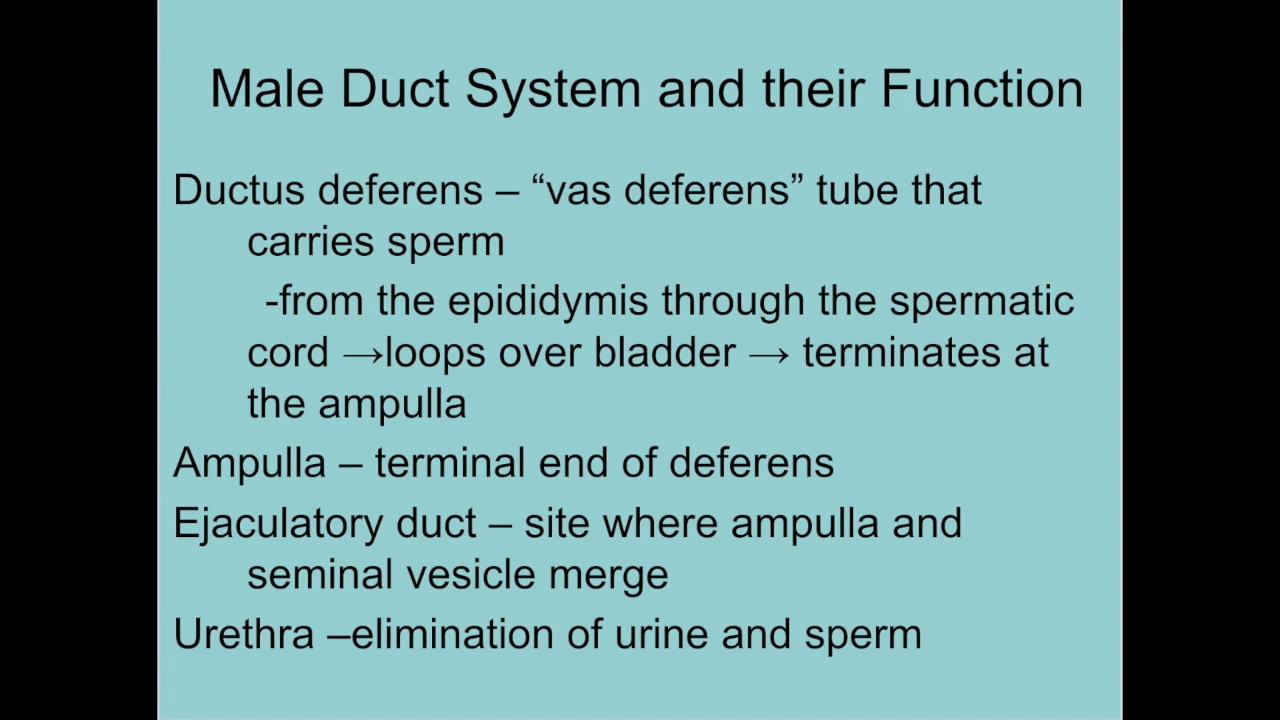 Male Duct System and their Function
Ductus deferens – “vas deferens” tube that
carries sperm
-from the epididymis through the spermatic
cord →loops over bladder → terminates at
the ampulla
Ampulla – terminal end of deferens
Ejaculatory duct – site where ampulla and
seminal vesicle merge
Urethra –elimination of urine and sperm